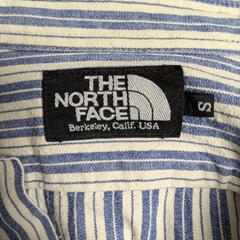 THE
NORTH
FACE
Berkeley, Calif. USA
S